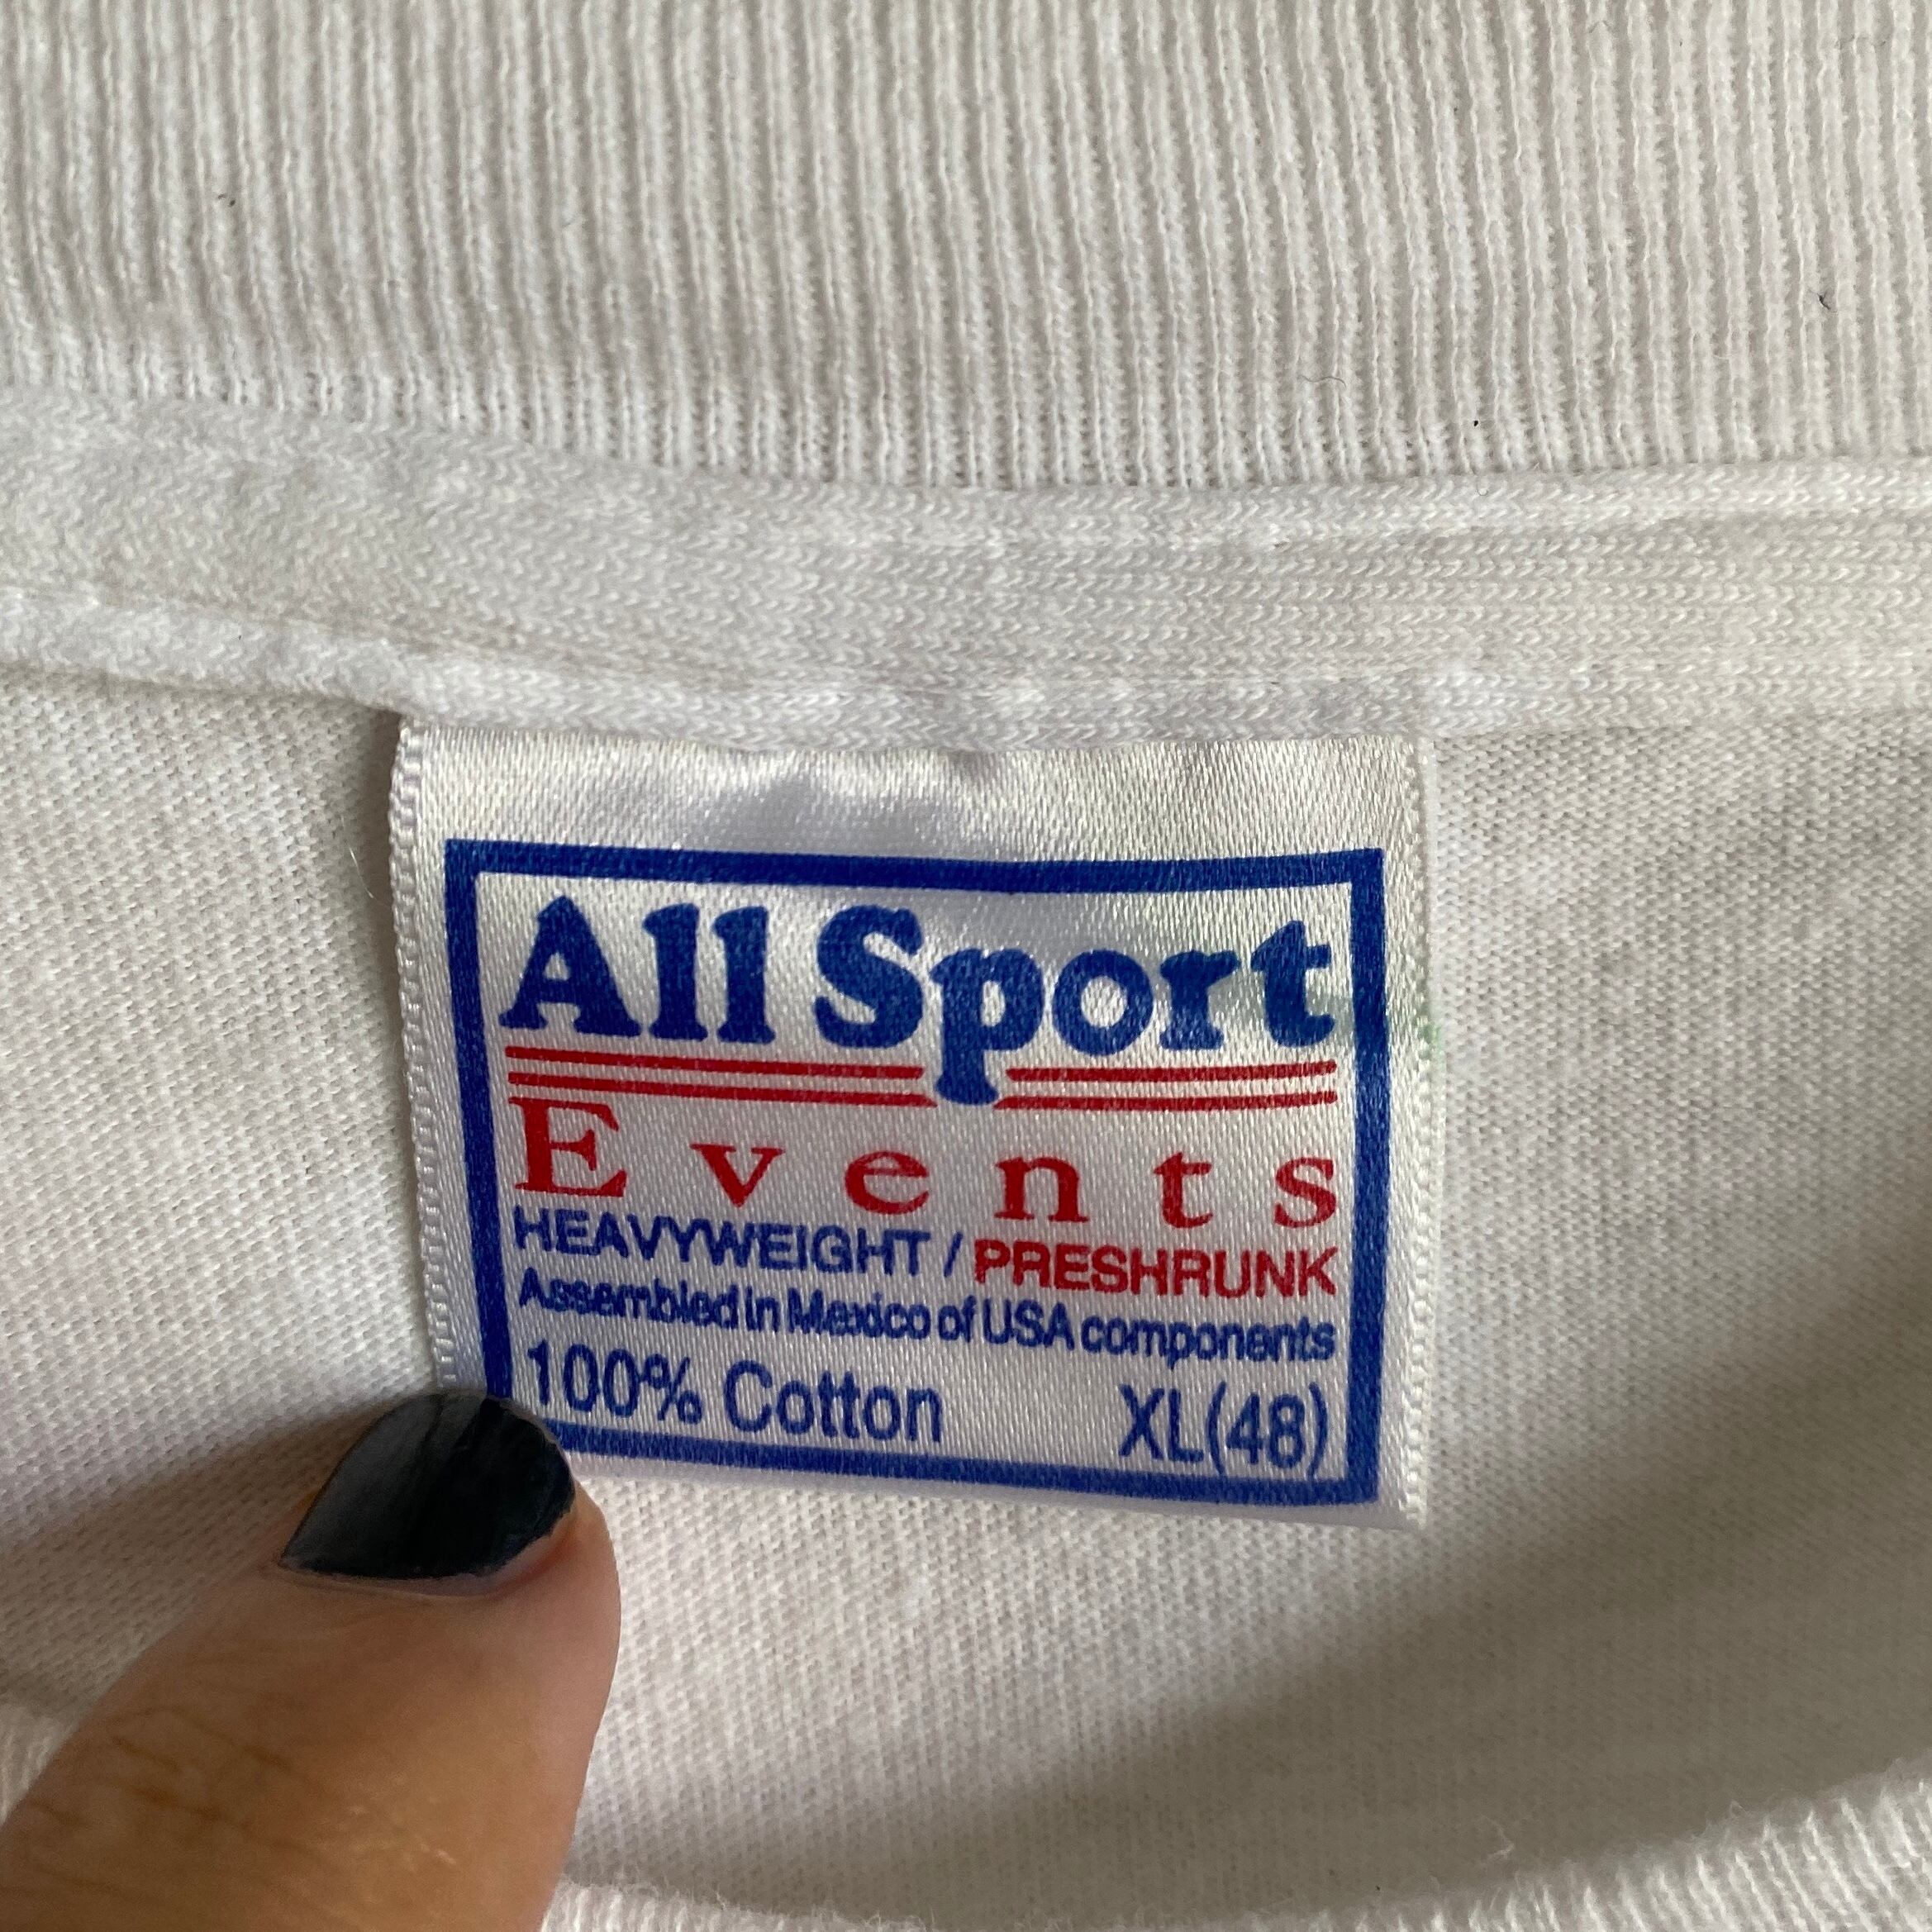 All Sport
Events
HEAVYWEIGHT / PRESHRUNK
Assembled in Mexico of USA components
100% Cotton XL(48)